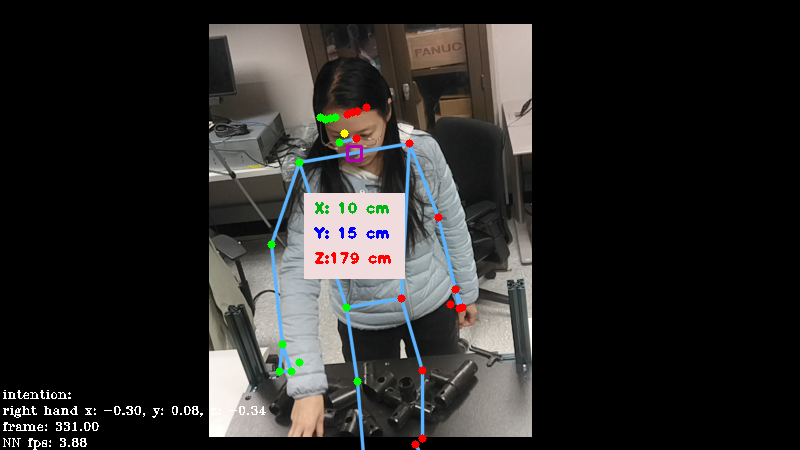 FANUC
X: 10 cm
Y: 15 cm
Z:179 cm
intention:
right hand x: -0.30, y: 0.08, z: -0.34
frame: 331.00
NN fps: 3.88